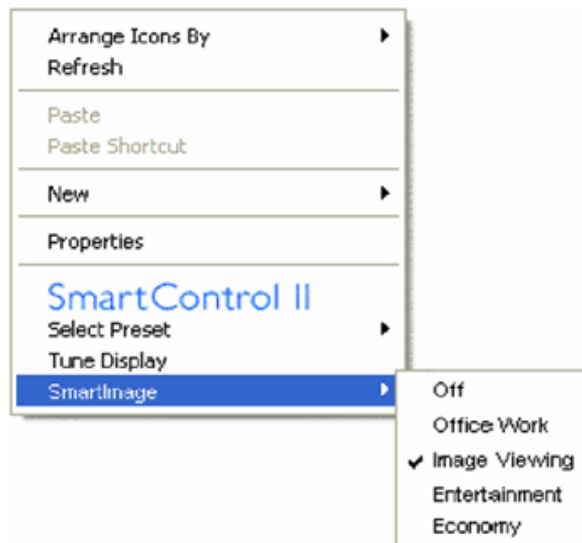 Arrange Icons By
Refresh
Paste
Paste Shortcut
New
Properties
SmartControl II
Select Preset
Tune Display
SmartImage
Off
Office Work
Image Viewing
Entertainment
Economy